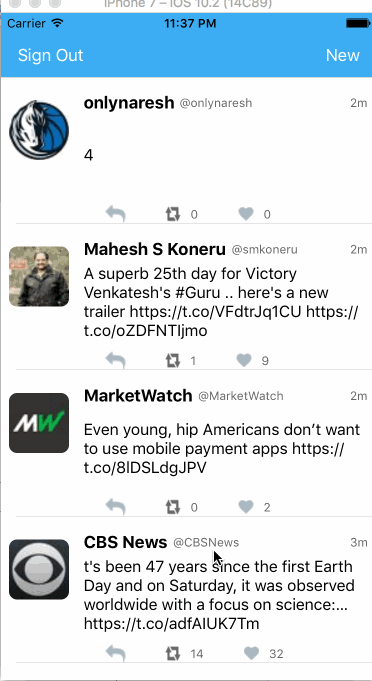 iPhone 7 – iOS 10.2 (14C89)
Carrier 11:37 PM
Sign Out New
onlynaresh @onlynaresh 2m
4
0 0
Mahesh S Koneru @smkoneru 2m
A superb 25th day for Victory
Venkatesh's #Guru .. here's a new
trailer https://t.co/VFdtrJq1CU https://
t.co/oZDFNTljmo
1 9
MW
MarketWatch @MarketWatch 2m
Even young, hip Americans don’t want
to use mobile payment apps https://
t.co/8lDSLdgJPV
0 2
CBS News @CBSNews 3m
t's been 47 years since the first Earth
Day and on Saturday, it was observed
worldwide with a focus on science:...
https://t.co/adfAIUK7Tm
14 32